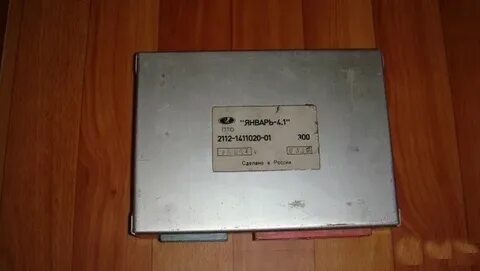 "ЯНВАРЬ-4.1"
2112-1411020-01 300
Сделано в России